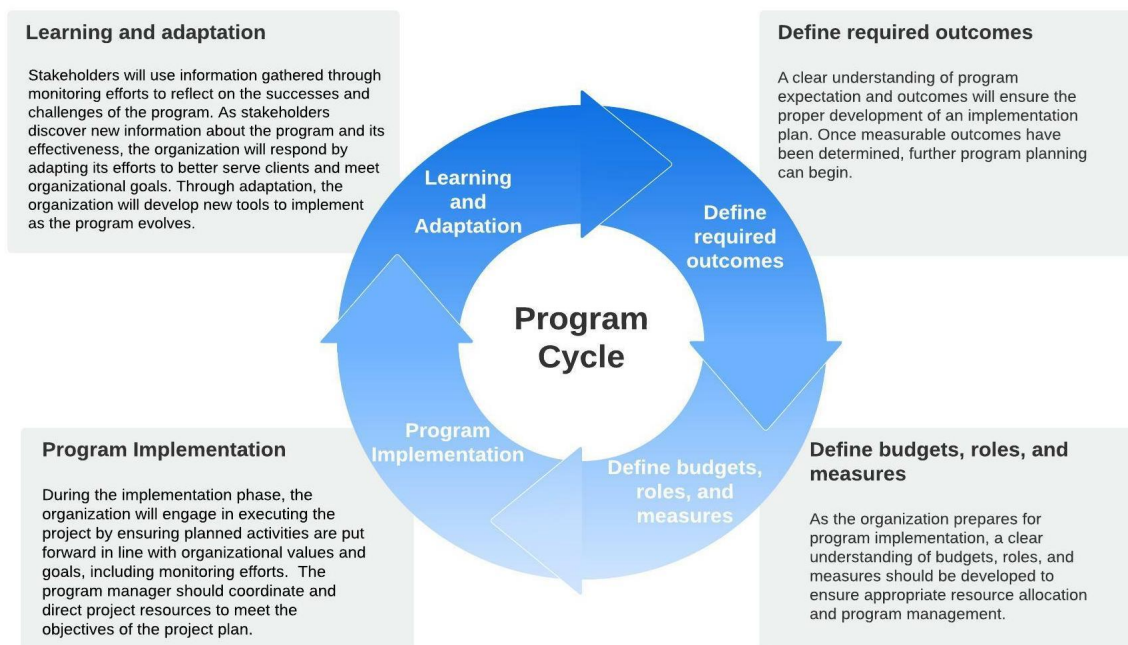 Learning and adaptation
Stakeholders will use information gathered through
monitoring efforts to reflect on the successes and
challenges of the program. As stakeholders
discover new information about the program and its
effectiveness, the organization will respond by
adapting its efforts to better serve clients and meet
organizational goals. Through adaptation, the
organization will develop new tools to implement
as the program evolves.
Define required outcomes
A clear understanding of program
expectation and outcomes will ensure the
proper development of an implementation
plan. Once measurable outcomes have
been determined, further program planning
can begin.
Learning
and
Adaptation
Define
required
outcomes
Program
Cycle
Program
Implementation
Define budgets,
roles, and
measures
Program Implementation
During the implementation phase, the
organization will engage in executing the
project by ensuring planned activities are put
forward in line with organizational values and
goals, including monitoring efforts.  The
program manager should coordinate and
direct project resources to meet the
objectives of the project plan.
Define budgets, roles, and
measures
As the organization prepares for
program implementation, a clear
understanding of budgets, roles, and
measures should be developed to
ensure appropriate resource allocation
and program management.